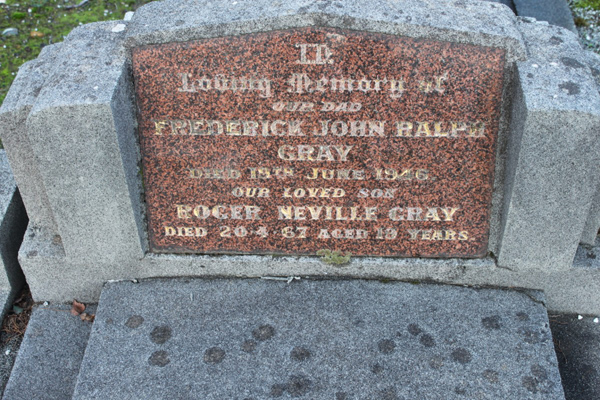 In
Loving Memory of
OUR DAD
FREDERICK JOHN RALPH
GRAY
DIED 19TH JUNE 1946
OUR LOVED SON
ROGER NEVILLE GRAY
DIED 20.4.67 AGED 19 YEARS.